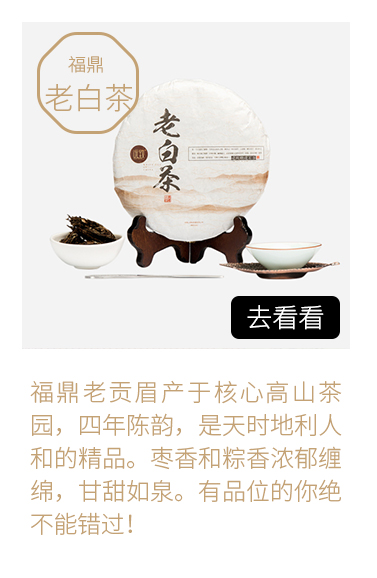 福鼎
老白茶
老白茶
去看看
福鼎老贡眉产于核心高山茶
园，四年陈韵，是天时地利人
和的精品。枣香和粽香浓郁缠
绵，甘甜如泉。有品位的你绝
不能错过！